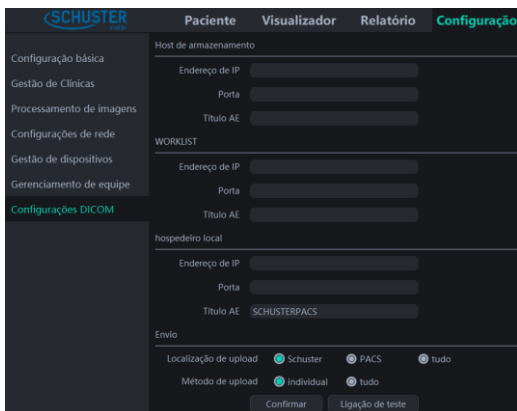 SCHUSTER
Paciente Visualizador Relatório Configuração
Configuração básica
Gestão de Clínicas
Processamento de imagens
Configurações de rede
Gestão de dispositivos
Gerenciamento de equipe
Configurações DICOM
Host de armazenamento
Endereço de IP
Porta
Título AE
WORKLIST
Endereço de IP
Porta
Título AE
hospedeiro local
Endereço de IP
Porta
Título AE SCHUSTERPACS
Envio
Localização de upload Schuster PACS tudo
Método de upload individual tudo
Confirmar Ligação de teste